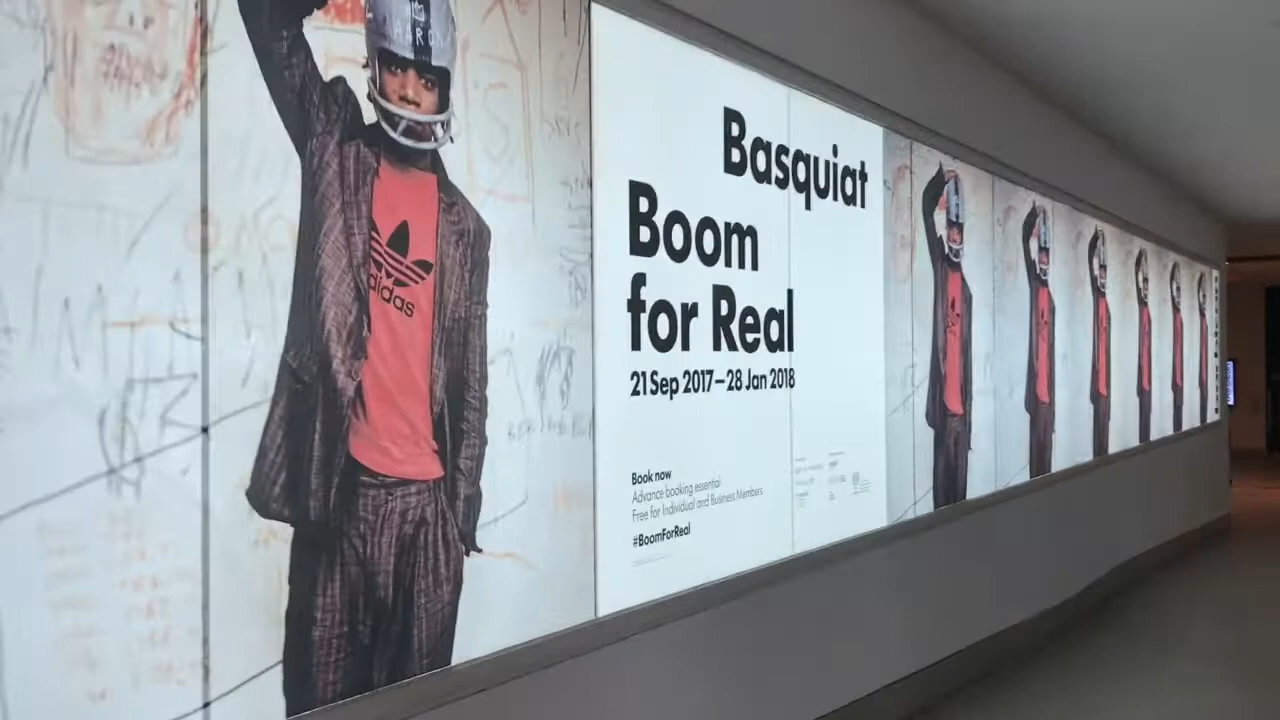 AARON
adidas
Basquiat
Boom
for Real
21 Sep 2017–28 Jan 2018
Book now
Advance booking essential
Free for Individual and Business Members
#BoomForReal